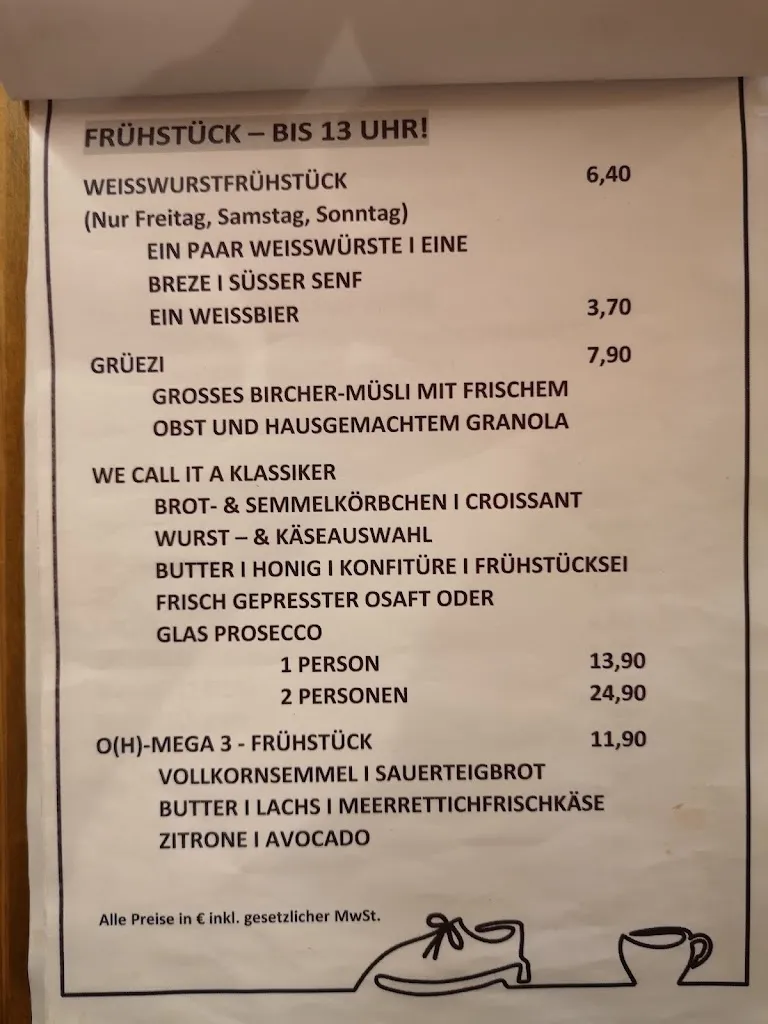 FRÜHSTÜCK – BIS 13 UHR!
WEISSWURSTFRÜHSTÜCK 6,40
(Nur Freitag, Samstag, Sonntag)
EIN PAAR WEISSWÜRSTE I EINE
BREZE I SÜSSER SENF
EIN WEISSBIER 3,70
GRÜEZI 7,90
GROSSES BIRCHER-MÜSLI MIT FRISCHEM
OBST UND HAUSGEMACHTEM GRANOLA
WE CALL IT A KLASSIKER
BROT- & SEMMELKÖRBCHEN I CROISSANT
WURST – & KÄSEAUSWAHL
BUTTER I HONIG I KONFITÜRE I FRÜHSTÜCKSEI
FRISCH GEPRESSTER OSAFT ODER
GLAS PROSECCO
1 PERSON 13,90
2 PERSONEN 24,90
O(H)-MEGA 3 - FRÜHSTÜCK 11,90
VOLLKORNSEMMEL I SAUERTEIGBROT
BUTTER I LACHS I MEERRETTICHFRISCHKÄSE
ZITRONE I AVOCADO
Alle Preise in € inkl. gesetzlicher MwSt.